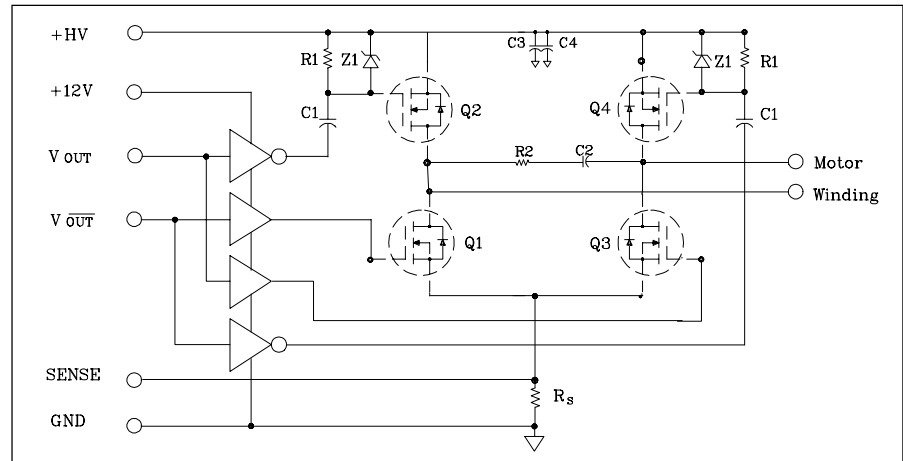 +HV
C3
C4
R1
Z1
Z1
R1
+12V
C1
Q2
Q4
C1
V OUT
R2
C2
Motor
V O̅U̅T̅
Winding
Q1
Q3
SENSE
Rs
GND